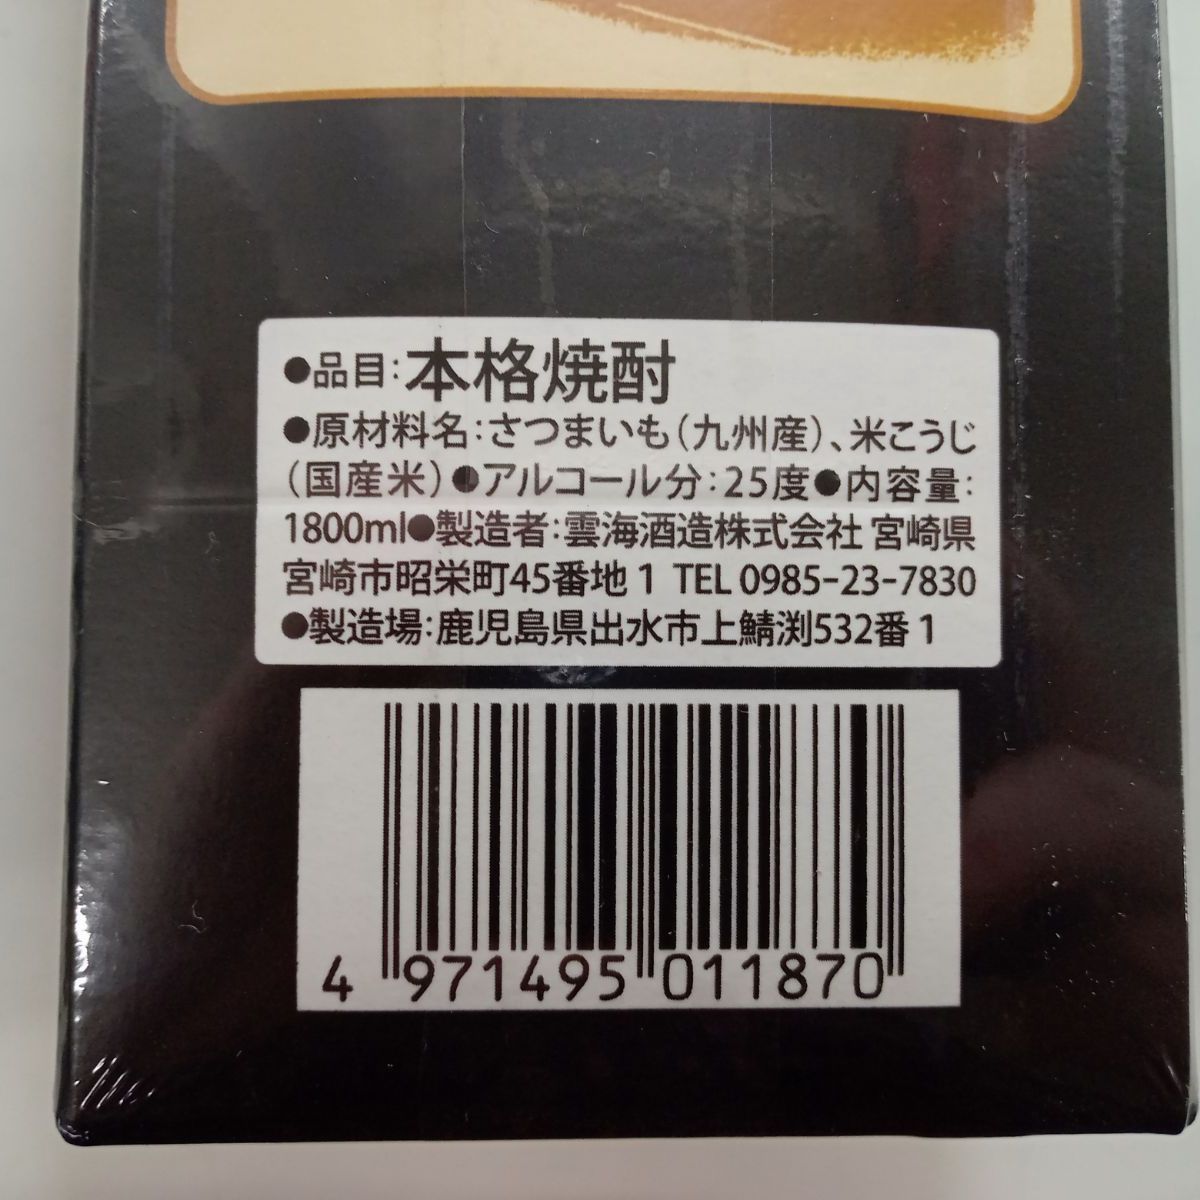 ●品目:本格焼酎
●原材料名:さつまいも(九州産)、米こうじ
(国産米)●アルコール分:25度●内容量:
1800ml●製造者:雲海酒造株式会社 宮崎県
宮崎市昭栄町45番地1 TEL 0985-23-7830
●製造場:鹿児島県出水市上鯖渕532番1
4 971495 011870